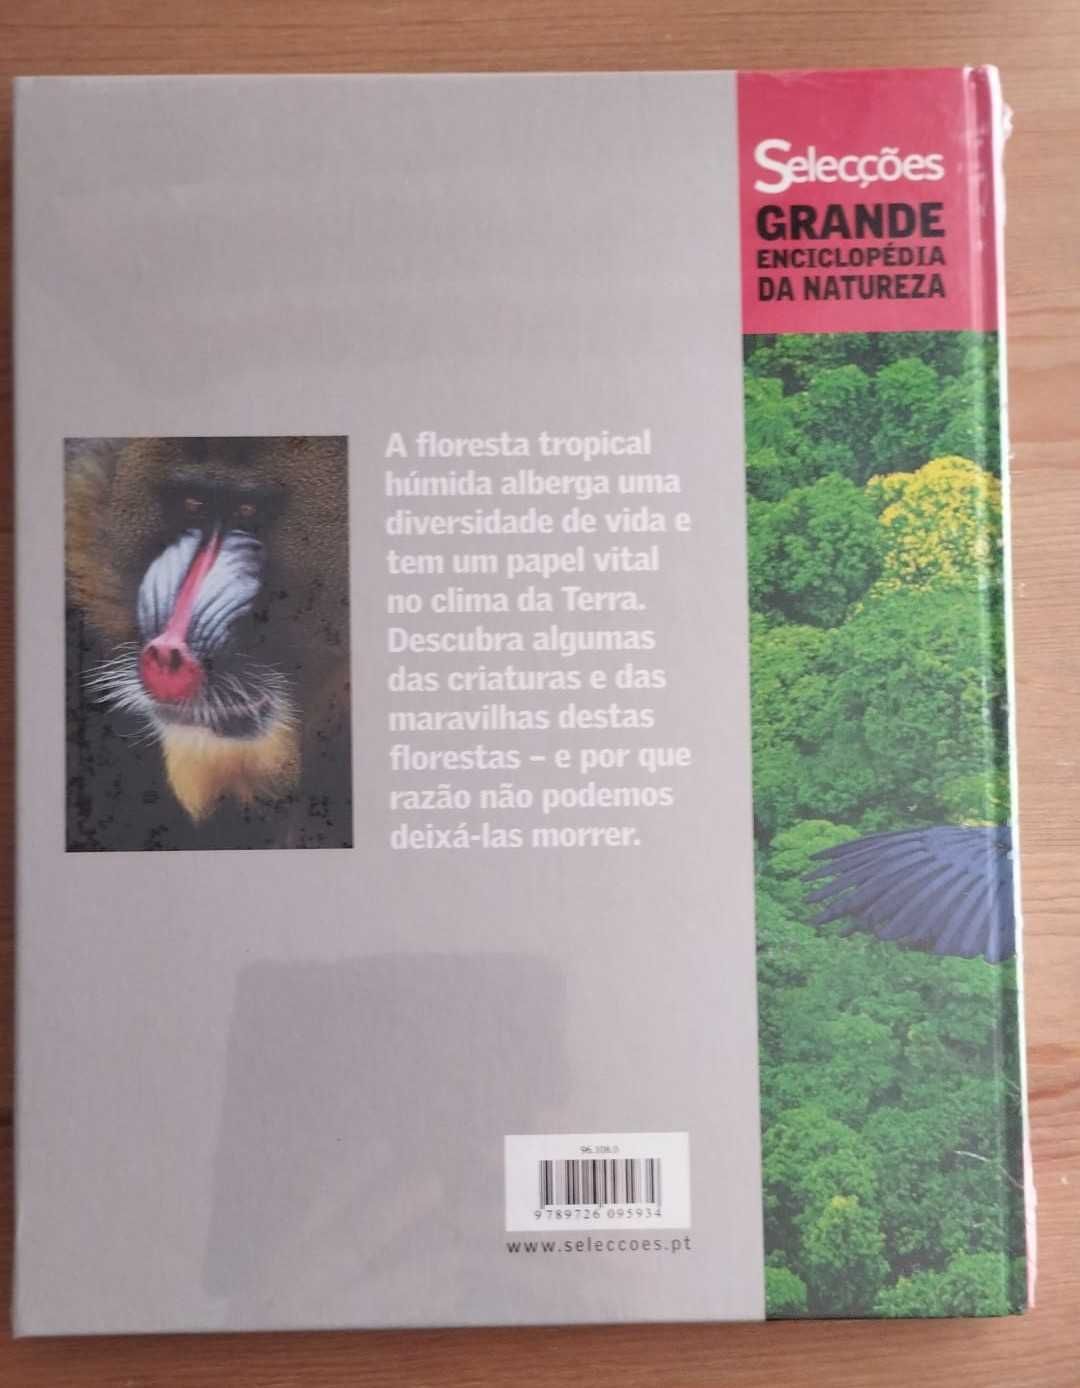 Selecções
GRANDE
ENCICLOPÉDIA
DA NATUREZA
A floresta tropical
húmida alberga uma
diversidade de vida e
tem um papel vital
no clima da Terra.
Descubra algumas
das criaturas e das
maravilhas destas
florestas – e por que
razão não podemos
deixá-las morrer.
96.108.0
9 789726 095934
www.seleccoes.pt